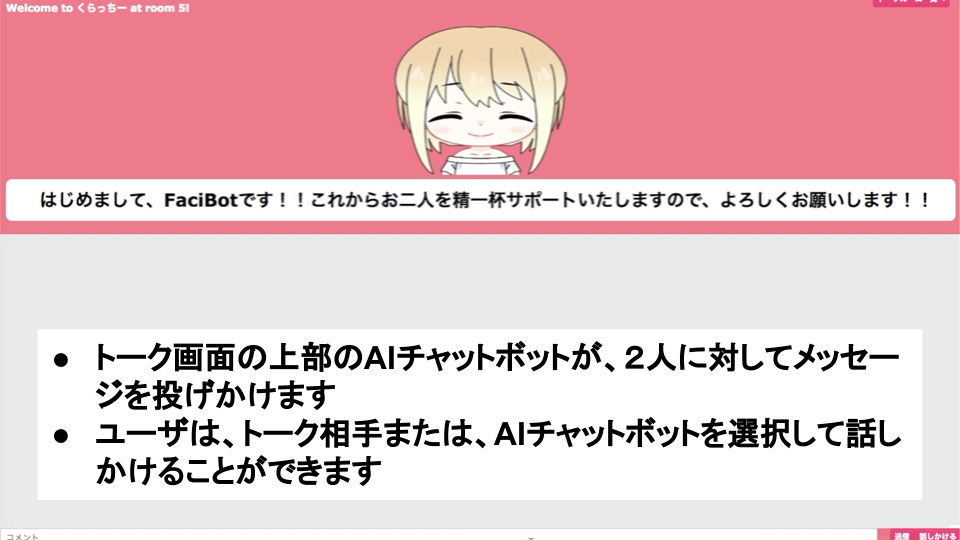 Welcome to くらっちー at room 5!
はじめまして、FaciBotです！！これからお二人を精一杯サポートいたしますので、よろしくお願いします！！
● トーク画面の上部のAIチャットボットが、２人に対してメッセー
ジを投げかけます
● ユーザは、トーク相手または、AIチャットボットを選択して話し
かけることができます
コメント
送信 話しかける